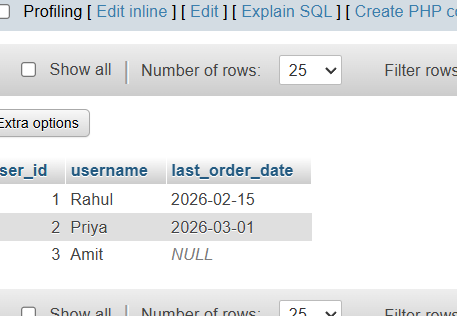 Profiling [ Edit inline ] [ Edit ] [ Explain SQL ] [ Create PHP
Show all Number of rows: 25 Filter rows
Extra options
ser_id username last_order_date
1 Rahul 2026-02-15
2 Priya 2026-03-01
3 Amit NULL
Show all Number of rows: 25 Filter rows